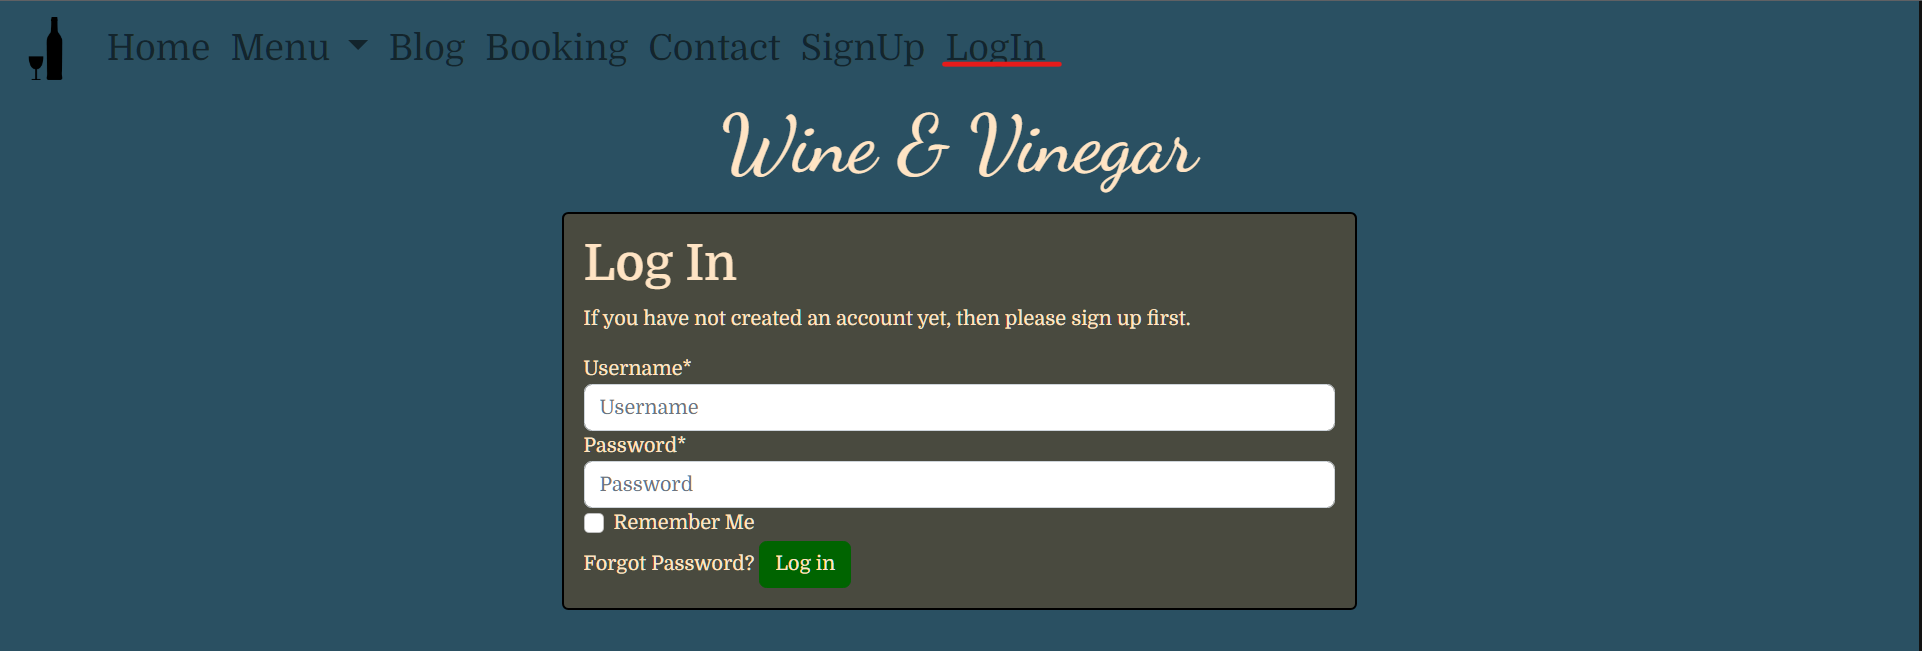 Home Menu Blog Booking Contact SignUp LogIn
Wine & Vinegar
Log In
If you have not created an account yet, then please sign up first.
Username*
Username
Password*
Password
Remember Me
Forgot Password? Log in